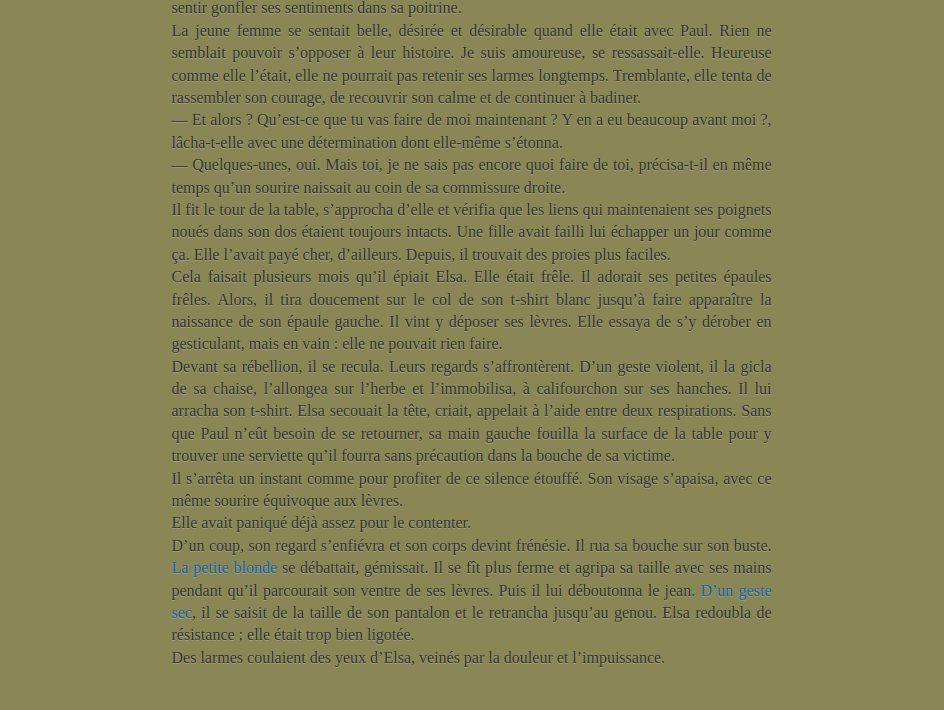 sentir gonfler ses sentiments dans sa poitrine.
La jeune femme se sentait belle, désirée et désirable quand elle était avec Paul. Rien ne
semblait pouvoir s’opposer à leur histoire. Je suis amoureuse, se ressassait-elle. Heureuse
comme elle l’était, elle ne pourrait pas retenir ses larmes longtemps. Tremblante, elle tenta de
rassembler son courage, de recouvrir son calme et de continuer à badiner.
— Et alors ? Qu’est-ce que tu vas faire de moi maintenant ? Y en a eu beaucoup avant moi ?,
lâcha-t-elle avec une détermination dont elle-même s’étonna.
— Quelques-unes, oui. Mais toi, je ne sais pas encore quoi faire de toi, précisa-t-il en même
temps qu’un sourire naissait au coin de sa commissure droite.
Il fit le tour de la table, s’approcha d’elle et vérifia que les liens qui maintenaient ses poignets
noués dans son dos étaient toujours intacts. Une fille avait failli lui échapper un jour comme
ça. Elle l’avait payé cher, d’ailleurs. Depuis, il trouvait des proies plus faciles.
Cela faisait plusieurs mois qu’il épiait Elsa. Elle était frêle. Il adorait ses petites épaules
frêles. Alors, il tira doucement sur le col de son t-shirt blanc jusqu’à faire apparaître la
naissance de son épaule gauche. Il vint y déposer ses lèvres. Elle essaya de s’y dérober en
gesticulant, mais en vain : elle ne pouvait rien faire.
Devant sa rébellion, il se recula. Leurs regards s’affrontèrent. D’un geste violent, il la gicla
de sa chaise, l’allongea sur l’herbe et l’immobilisa, à califourchon sur ses hanches. Il lui
arracha son t-shirt. Elsa secouait la tête, criait, appelait à l’aide entre deux respirations. Sans
que Paul n’eût besoin de se retourner, sa main gauche fouilla la surface de la table pour y
trouver une serviette qu’il fourra sans précaution dans la bouche de sa victime.
Il s’arrêta un instant comme pour profiter de ce silence étouffé. Son visage s’apaisa, avec ce
même sourire équivoque aux lèvres.
Elle avait paniqué déjà assez pour le contenter.
D’un coup, son regard s’enfiévra et son corps devint frénésie. Il rua sa bouche sur son buste.
La petite blonde se débattait, gémissait. Il se fît plus ferme et agripa sa taille avec ses mains
pendant qu’il parcourait son ventre de ses lèvres. Puis il lui déboutonna le jean. D’un geste
sec, il se saisit de la taille de son pantalon et le retrancha jusqu’au genou. Elsa redoubla de
résistance ; elle était trop bien ligotée.
Des larmes coulaient des yeux d’Elsa, veinés par la douleur et l’impuissance.